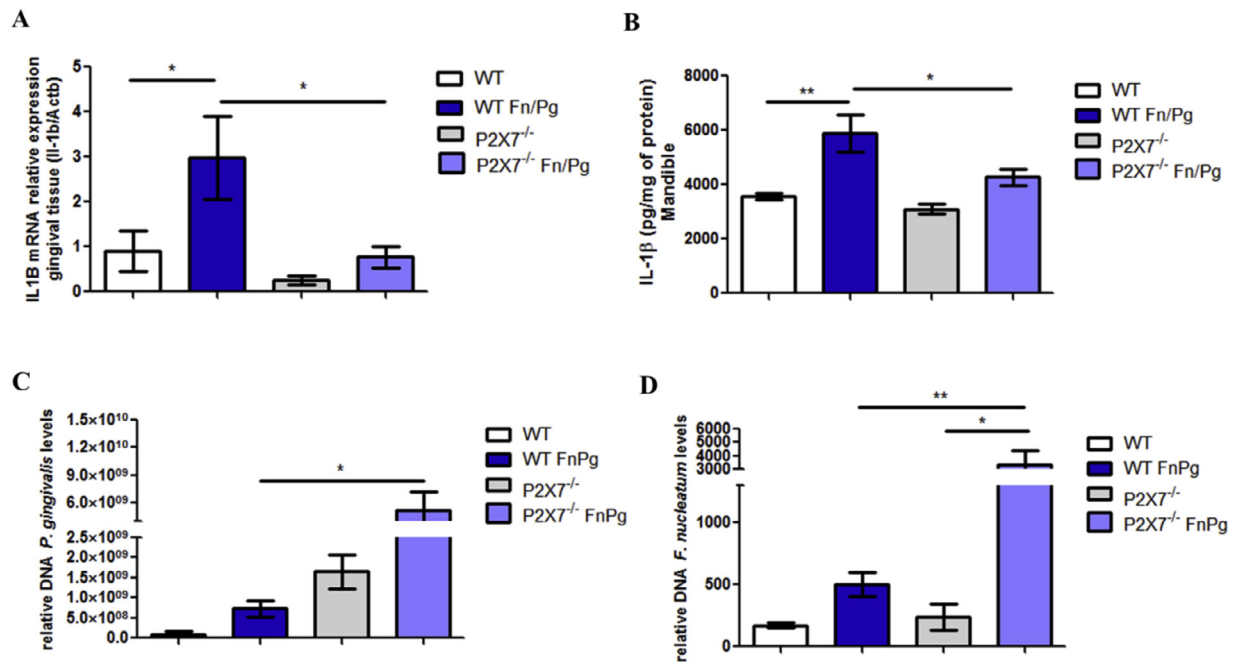 A
IL1B mRNA relative expression
gingival tissue (Il-1b/Actb)
5
4
3
2
1
0
*
*
WT
WT Fn/Pg
P2X7-/-
P2X7-/- Fn/Pg
B
IL-1β (pg/mg of protein)
Mandible
8000
6000
4000
2000
0
**
*
WT
WT Fn/Pg
P2X7-/-
P2X7-/- Fn/Pg
C
relative DNA P. gingivalis levels
1.5×10^10
1.0×10^10
9.0×10^09
6.0×10^09
2.5×10^09
2.0×10^09
1.5×10^09
1.0×10^09
5.0×10^08
0.0
*
WT
WT FnPg
P2X7-/-
P2X7-/- FnPg
D
relative DNA F. nucleatum levels
6000
5000
4000
3000
1000
500
0
**
*
WT
WT FnPg
P2X7-/-
P2X7-/- FnPg